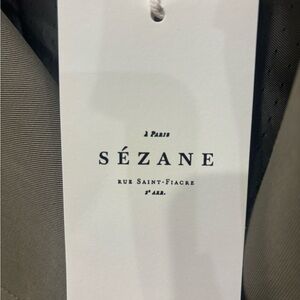 à Paris
SÉZANE
rue Saint-Fiacre
2e arr.